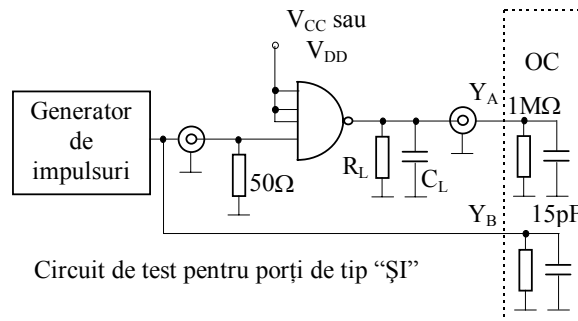 V_CC sau
V_DD
OC
Y_A
1MΩ
Generator
de
impulsuri
50Ω
R_L
C_L
Y_B
15pF
Circuit de test pentru porţi de tip “ŞI”